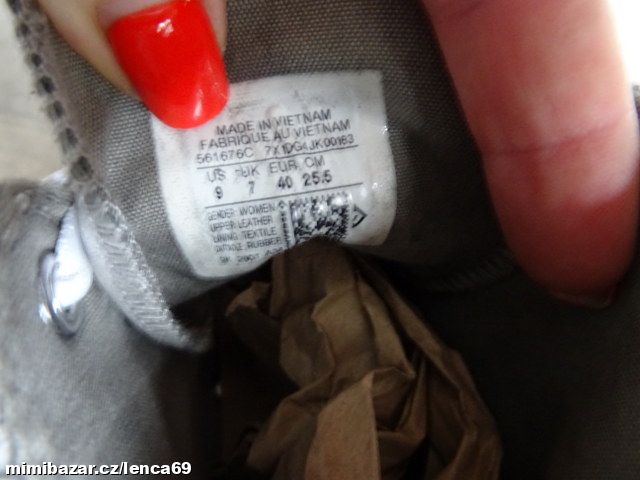 MADE IN VIETNAM
FABRIQUE AU VIETNAM
561676C 7X1DG4JK00163
US UK EUR CM
9 7 40 25.5
GENDER: WOMEN
UPPER: LEATHER
LINING: TEXTILE
OUTSOLE: RUBBER
mimibazar.cz/lenca69